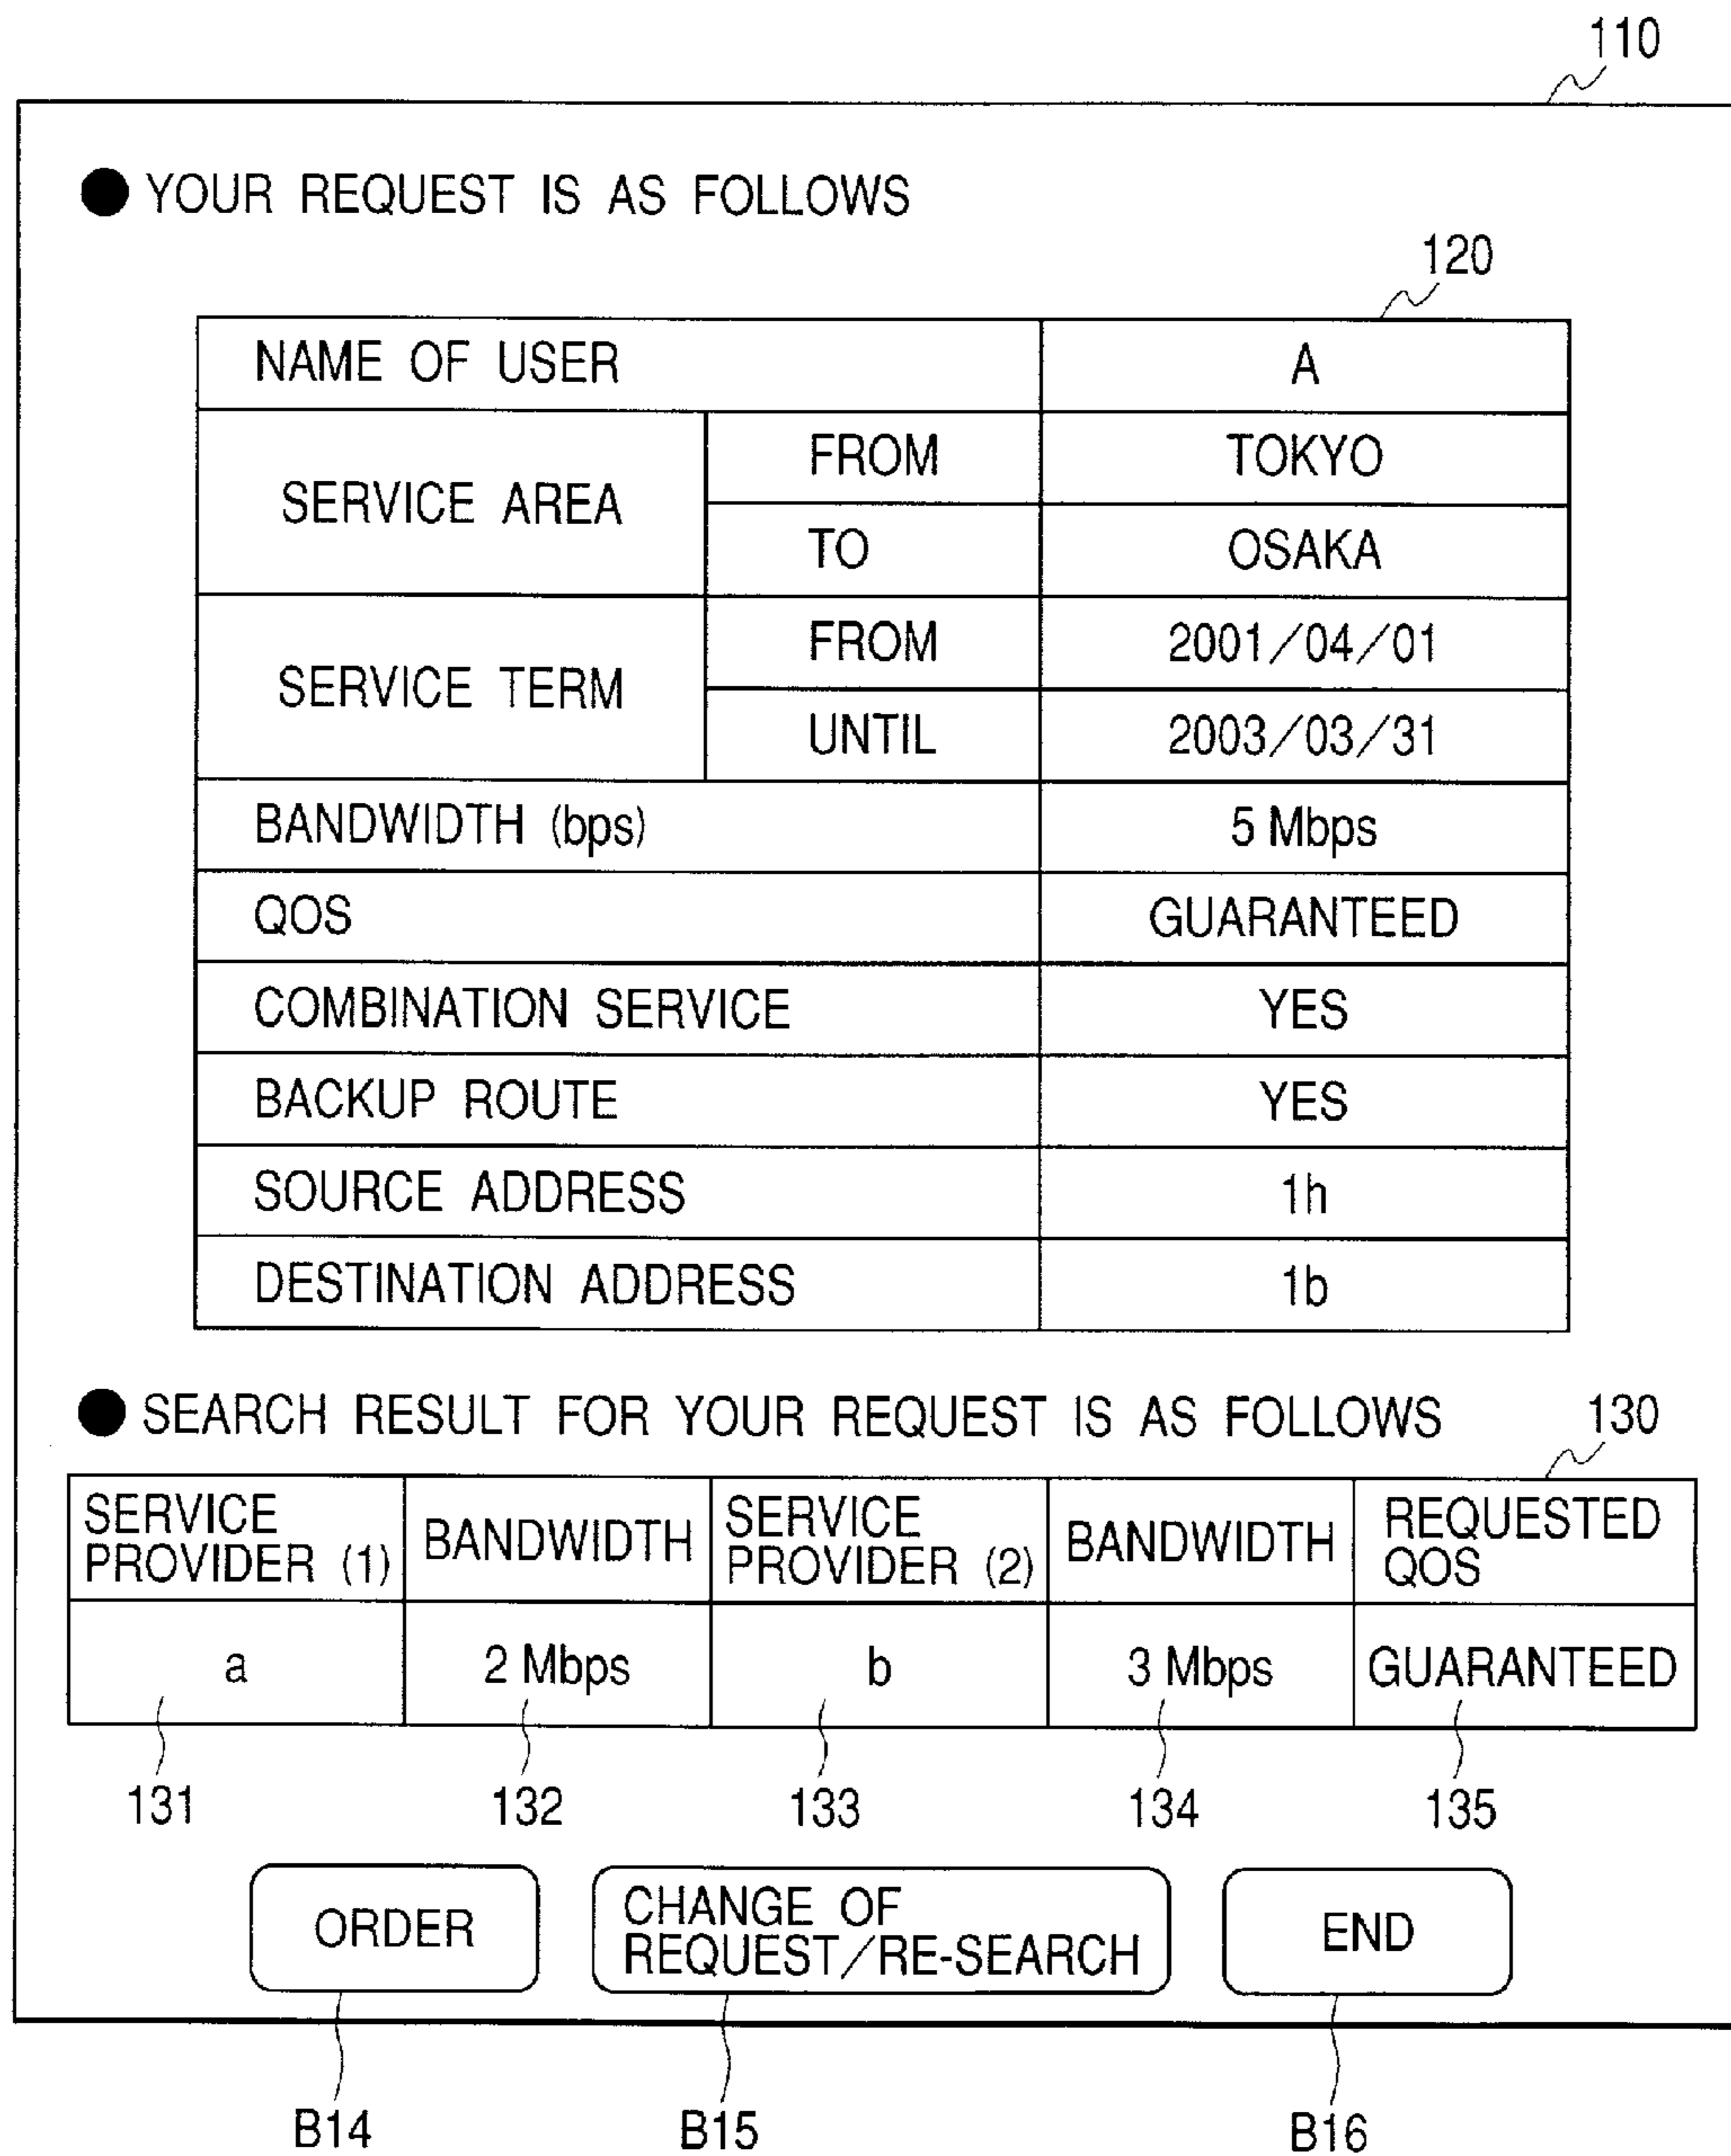 110
● YOUR REQUEST IS AS FOLLOWS
120
NAME OF USER A
SERVICE AREA FROM TOKYO
TO OSAKA
SERVICE TERM FROM 2001/04/01
UNTIL 2003/03/31
BANDWIDTH (bps) 5 Mbps
QOS GUARANTEED
COMBINATION SERVICE YES
BACKUP ROUTE YES
SOURCE ADDRESS 1h
DESTINATION ADDRESS 1b
● SEARCH RESULT FOR YOUR REQUEST IS AS FOLLOWS
130
SERVICE PROVIDER (1) BANDWIDTH SERVICE PROVIDER (2) BANDWIDTH REQUESTED QOS
a 2 Mbps b 3 Mbps GUARANTEED
131 132 133 134 135
ORDER
CHANGE OF
REQUEST/RE-SEARCH
END
B14 B15 B16